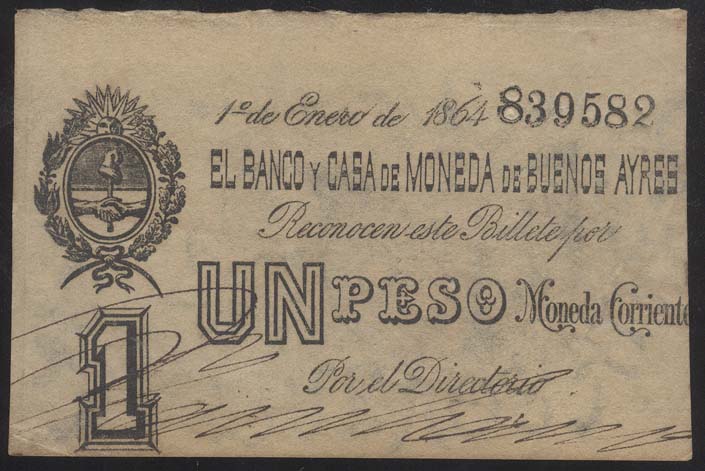 1º de Enero de 1864 839582
EL BANCO Y CASA DE MONEDA DE BUENOS AYRES
Reconocen este Billete por
UN PESO Moneda Corriente
1
Por el Directorio